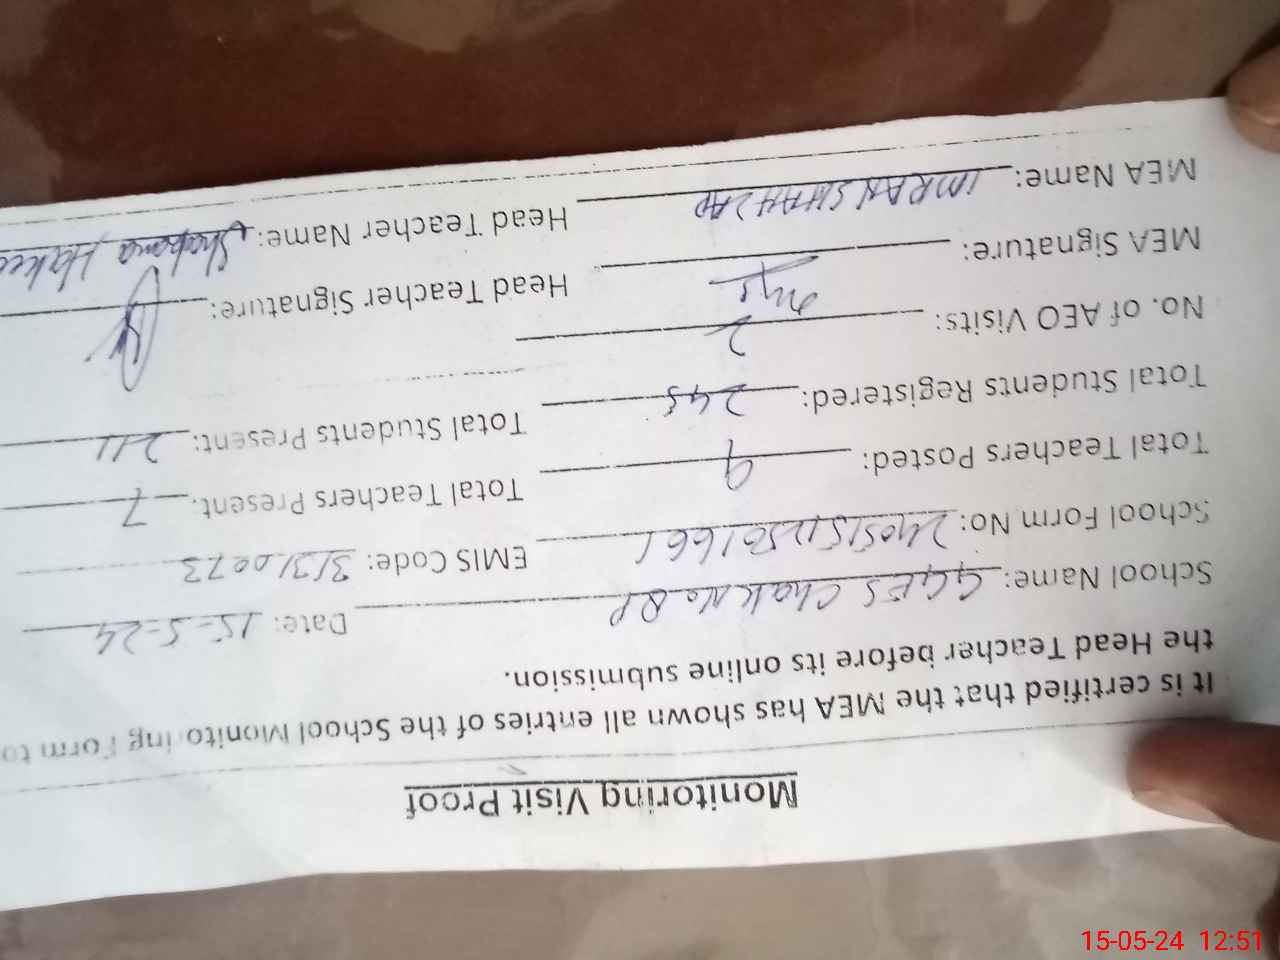 Monitoring Visit Proof
It is certified that the MEA has shown all entries of the School Monitoring Form to
the Head Teacher before its online submission.
School Name: GGES Chak No 8P Date: 15-5-24
School Form No: EMIS Code: 31310073
Total Teachers Posted: 9 Total Teachers Present: 7
Total Students Registered: 245 Total Students Present: 211
No. of AEO Visits: 2
MEA Signature: Head Teacher Signature:
MEA Name: IMRAN SHAHZAD Head Teacher Name: Shabana
15-05-24 12:51